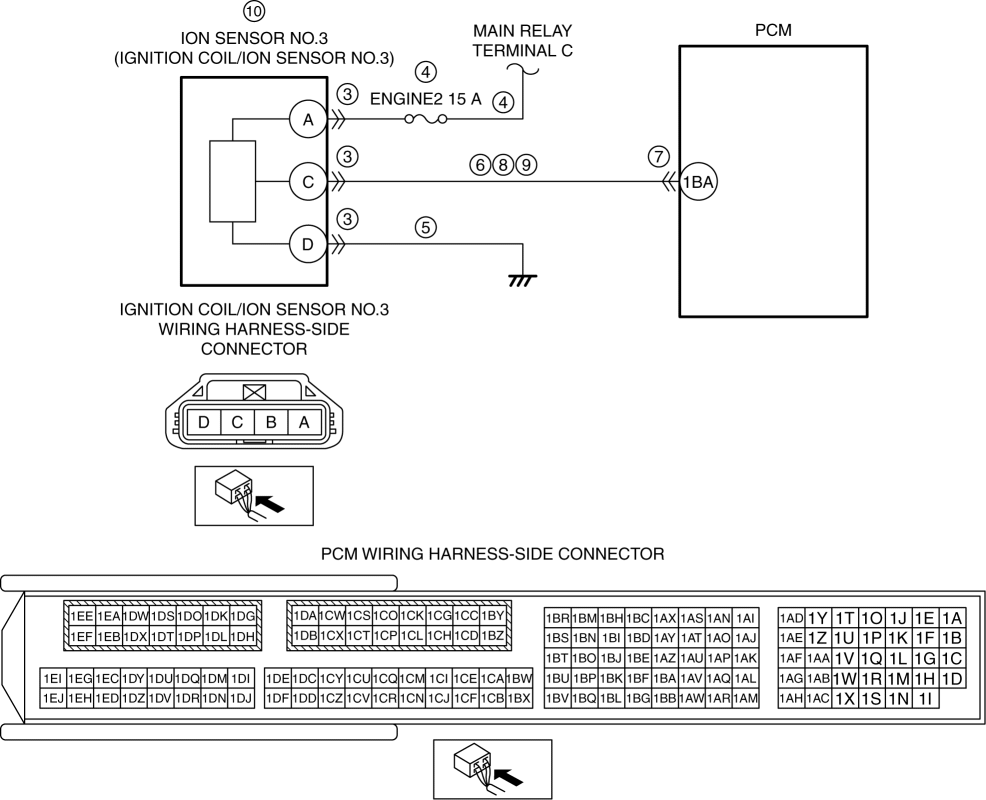 10
ION SENSOR NO.3
(IGNITION COIL/ION SENSOR NO.3)
MAIN RELAY
TERMINAL C
PCM
4
3
ENGINE2 15 A
4
A
3
6 8 9
7
C
1BA
3
5
D
IGNITION COIL/ION SENSOR NO.3
WIRING HARNESS-SIDE
CONNECTOR
D C B A
PCM WIRING HARNESS-SIDE CONNECTOR
1EE 1EA 1DW 1DS 1DO 1DK 1DG 1DA 1CW 1CS 1CO 1CK 1CG 1CC 1BY 1BR 1BM 1BH 1BC 1AX 1AS 1AN 1AI 1AD 1Y 1T 1O 1J 1E 1A
1EF 1EB 1DX 1DT 1DP 1DL 1DH 1DB 1CX 1CT 1CP 1CL 1CH 1CD 1BZ 1BS 1BN 1BI 1BD 1AY 1AT 1AO 1AJ 1AE 1Z 1U 1P 1K 1F 1B
1BT 1BO 1BJ 1BE 1AZ 1AU 1AP 1AK 1AF 1AA 1V 1Q 1L 1G 1C
1EI 1EG 1EC 1DY 1DU 1DQ 1DM 1DI 1DE 1DC 1CY 1CU 1CQ 1CM 1CI 1CE 1CA 1BW 1BU 1BP 1BK 1BF 1BA 1AV 1AQ 1AL 1AG 1AB 1W 1R 1M 1H 1D
1EJ 1EH 1ED 1DZ 1DV 1DR 1DN 1DJ 1DF 1DD 1CZ 1CV 1CR 1CN 1CJ 1CF 1CB 1BX 1BV 1BQ 1BL 1BG 1BB 1AW 1AR 1AM 1AH 1AC 1X 1S 1N 1I